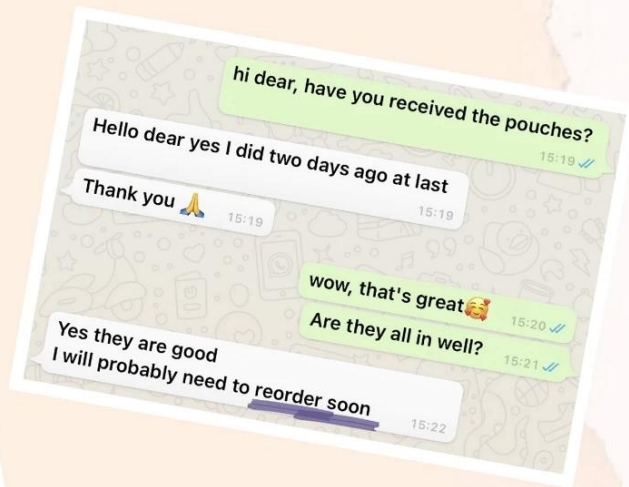 hi dear, have you received the pouches?
15:19
Hello dear yes I did two days ago at last
15:19
Thank you 🙏
15:19
wow, that's great🥰
15:20
Are they all in well?
15:21
Yes they are good
I will probably need to reorder soon
15:22